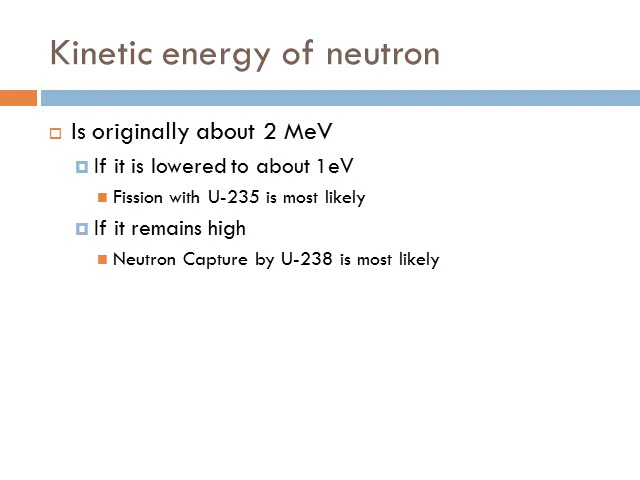 Kinetic energy of neutron
Is originally about 2 MeV
If it is lowered to about 1eV
Fission with U-235 is most likely
If it remains high
Neutron Capture by U-238 is most likely